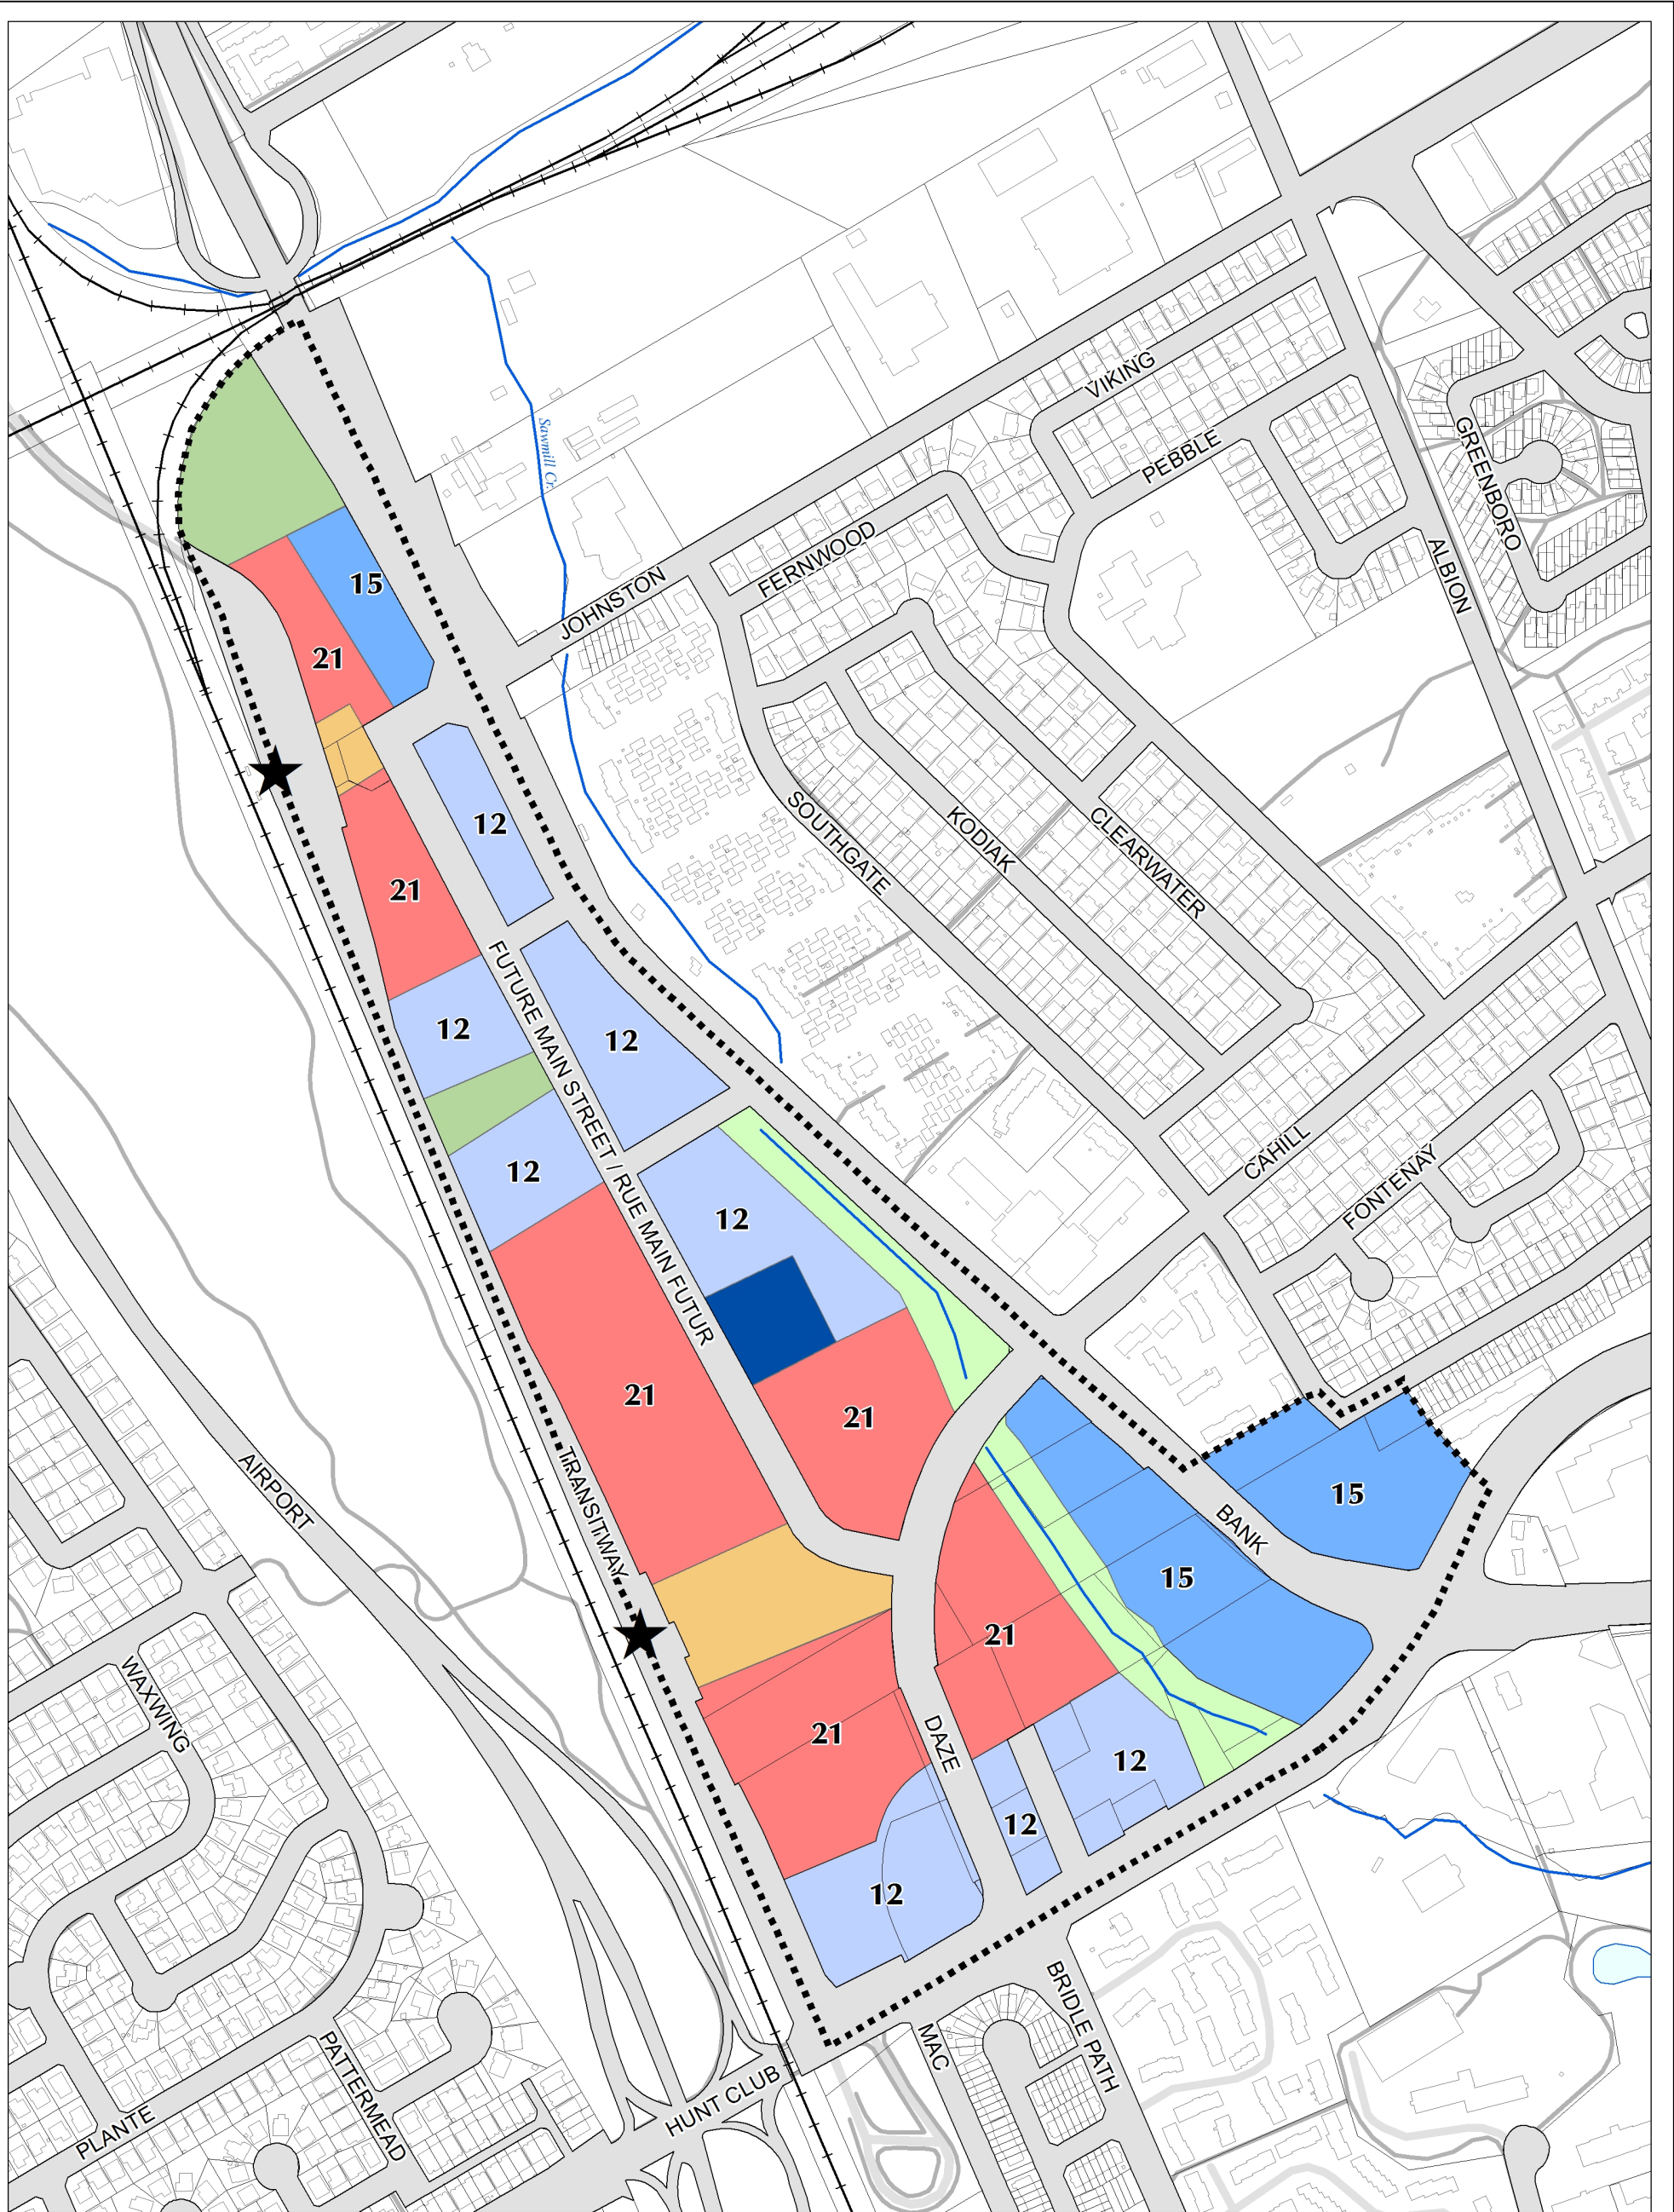 VIKING
PEBBLE
GREENBORO
Sawmill Cr.
FERNWOOD
ALBION
15
JOHNSTON
21
12
SOUTHGATE
KODIAK
CLEARWATER
21
FUTURE MAIN STREET / RUE MAIN FUTUR
12
12
CAHILL
FONTENAY
12
12
21
21
TRANSITWAY
AIRPORT
15
BANK
15
21
WAXWING
21
DAZE
12
12
12
BRIDLE PATH
MAC
PATTERMEAD
HUNT CLUB
PLANTE